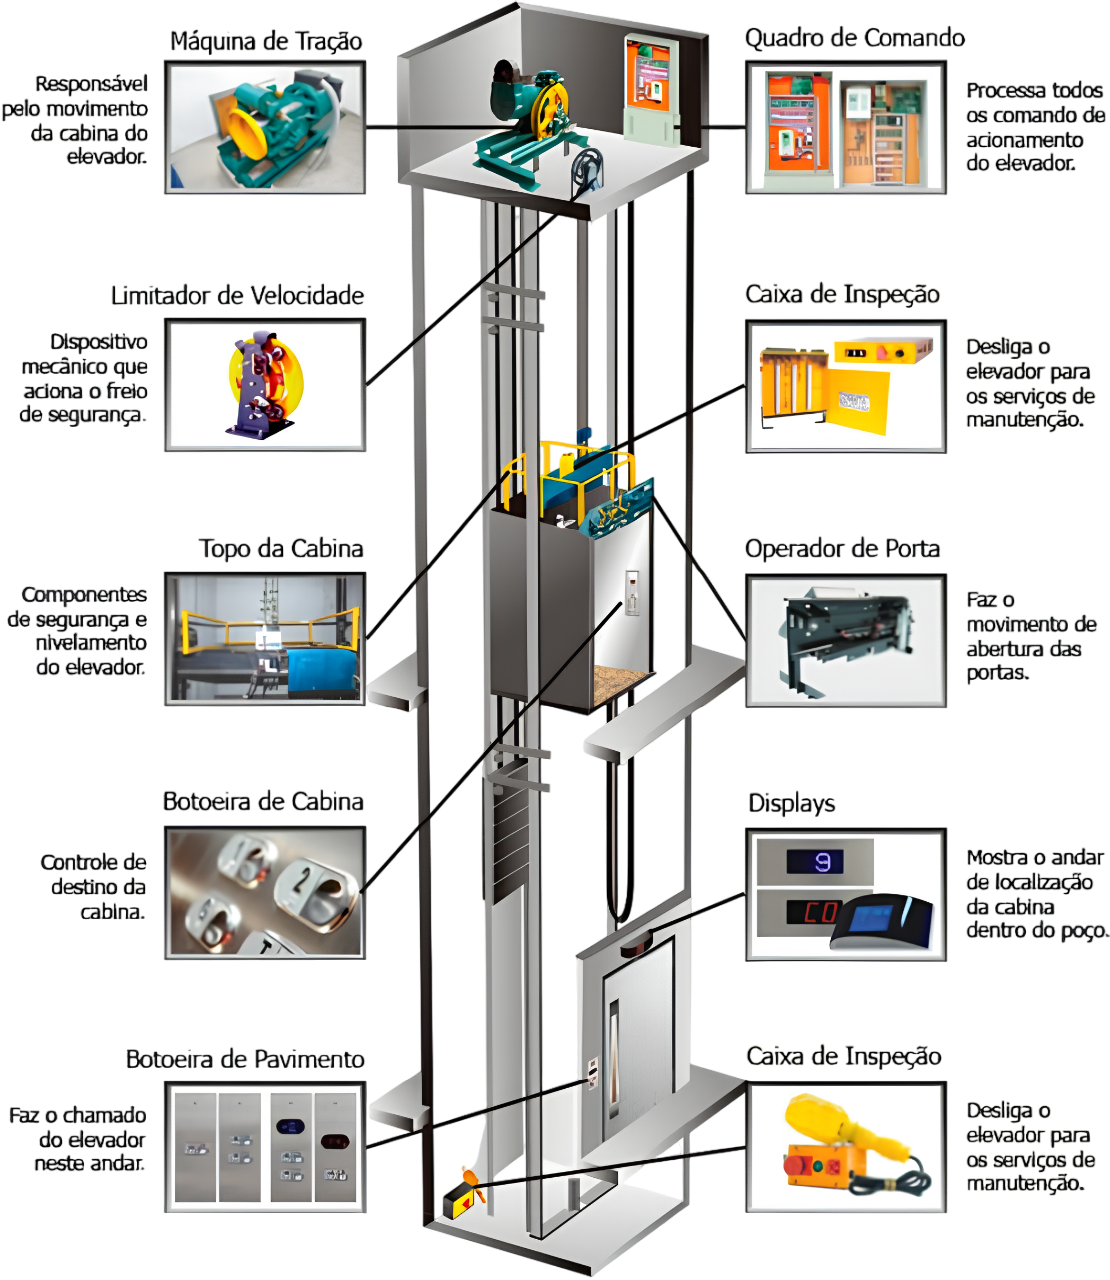 Máquina de Tração
Responsável
pelo movimento
da cabina do
elevador.
Quadro de Comando
Processa todos
os comando de
acionamento
do elevador.
Limitador de Velocidade
Dispositivo
mecânico que
aciona o freio
de segurança.
Caixa de Inspeção
Desliga o
elevador para
os serviços de
manutenção.
Topo da Cabina
Componentes
de segurança e
nivelamento
do elevador.
Operador de Porta
Faz o
movimento de
abertura das
portas.
Botoeira de Cabina
Controle de
destino da
cabina.
2
T
Displays
9
CO
Mostra o andar
de localização
da cabina
dentro do poço.
Botoeira de Pavimento
Faz o chamado
do elevador
neste andar.
Caixa de Inspeção
Desliga o
elevador para
os serviços de
manutenção.